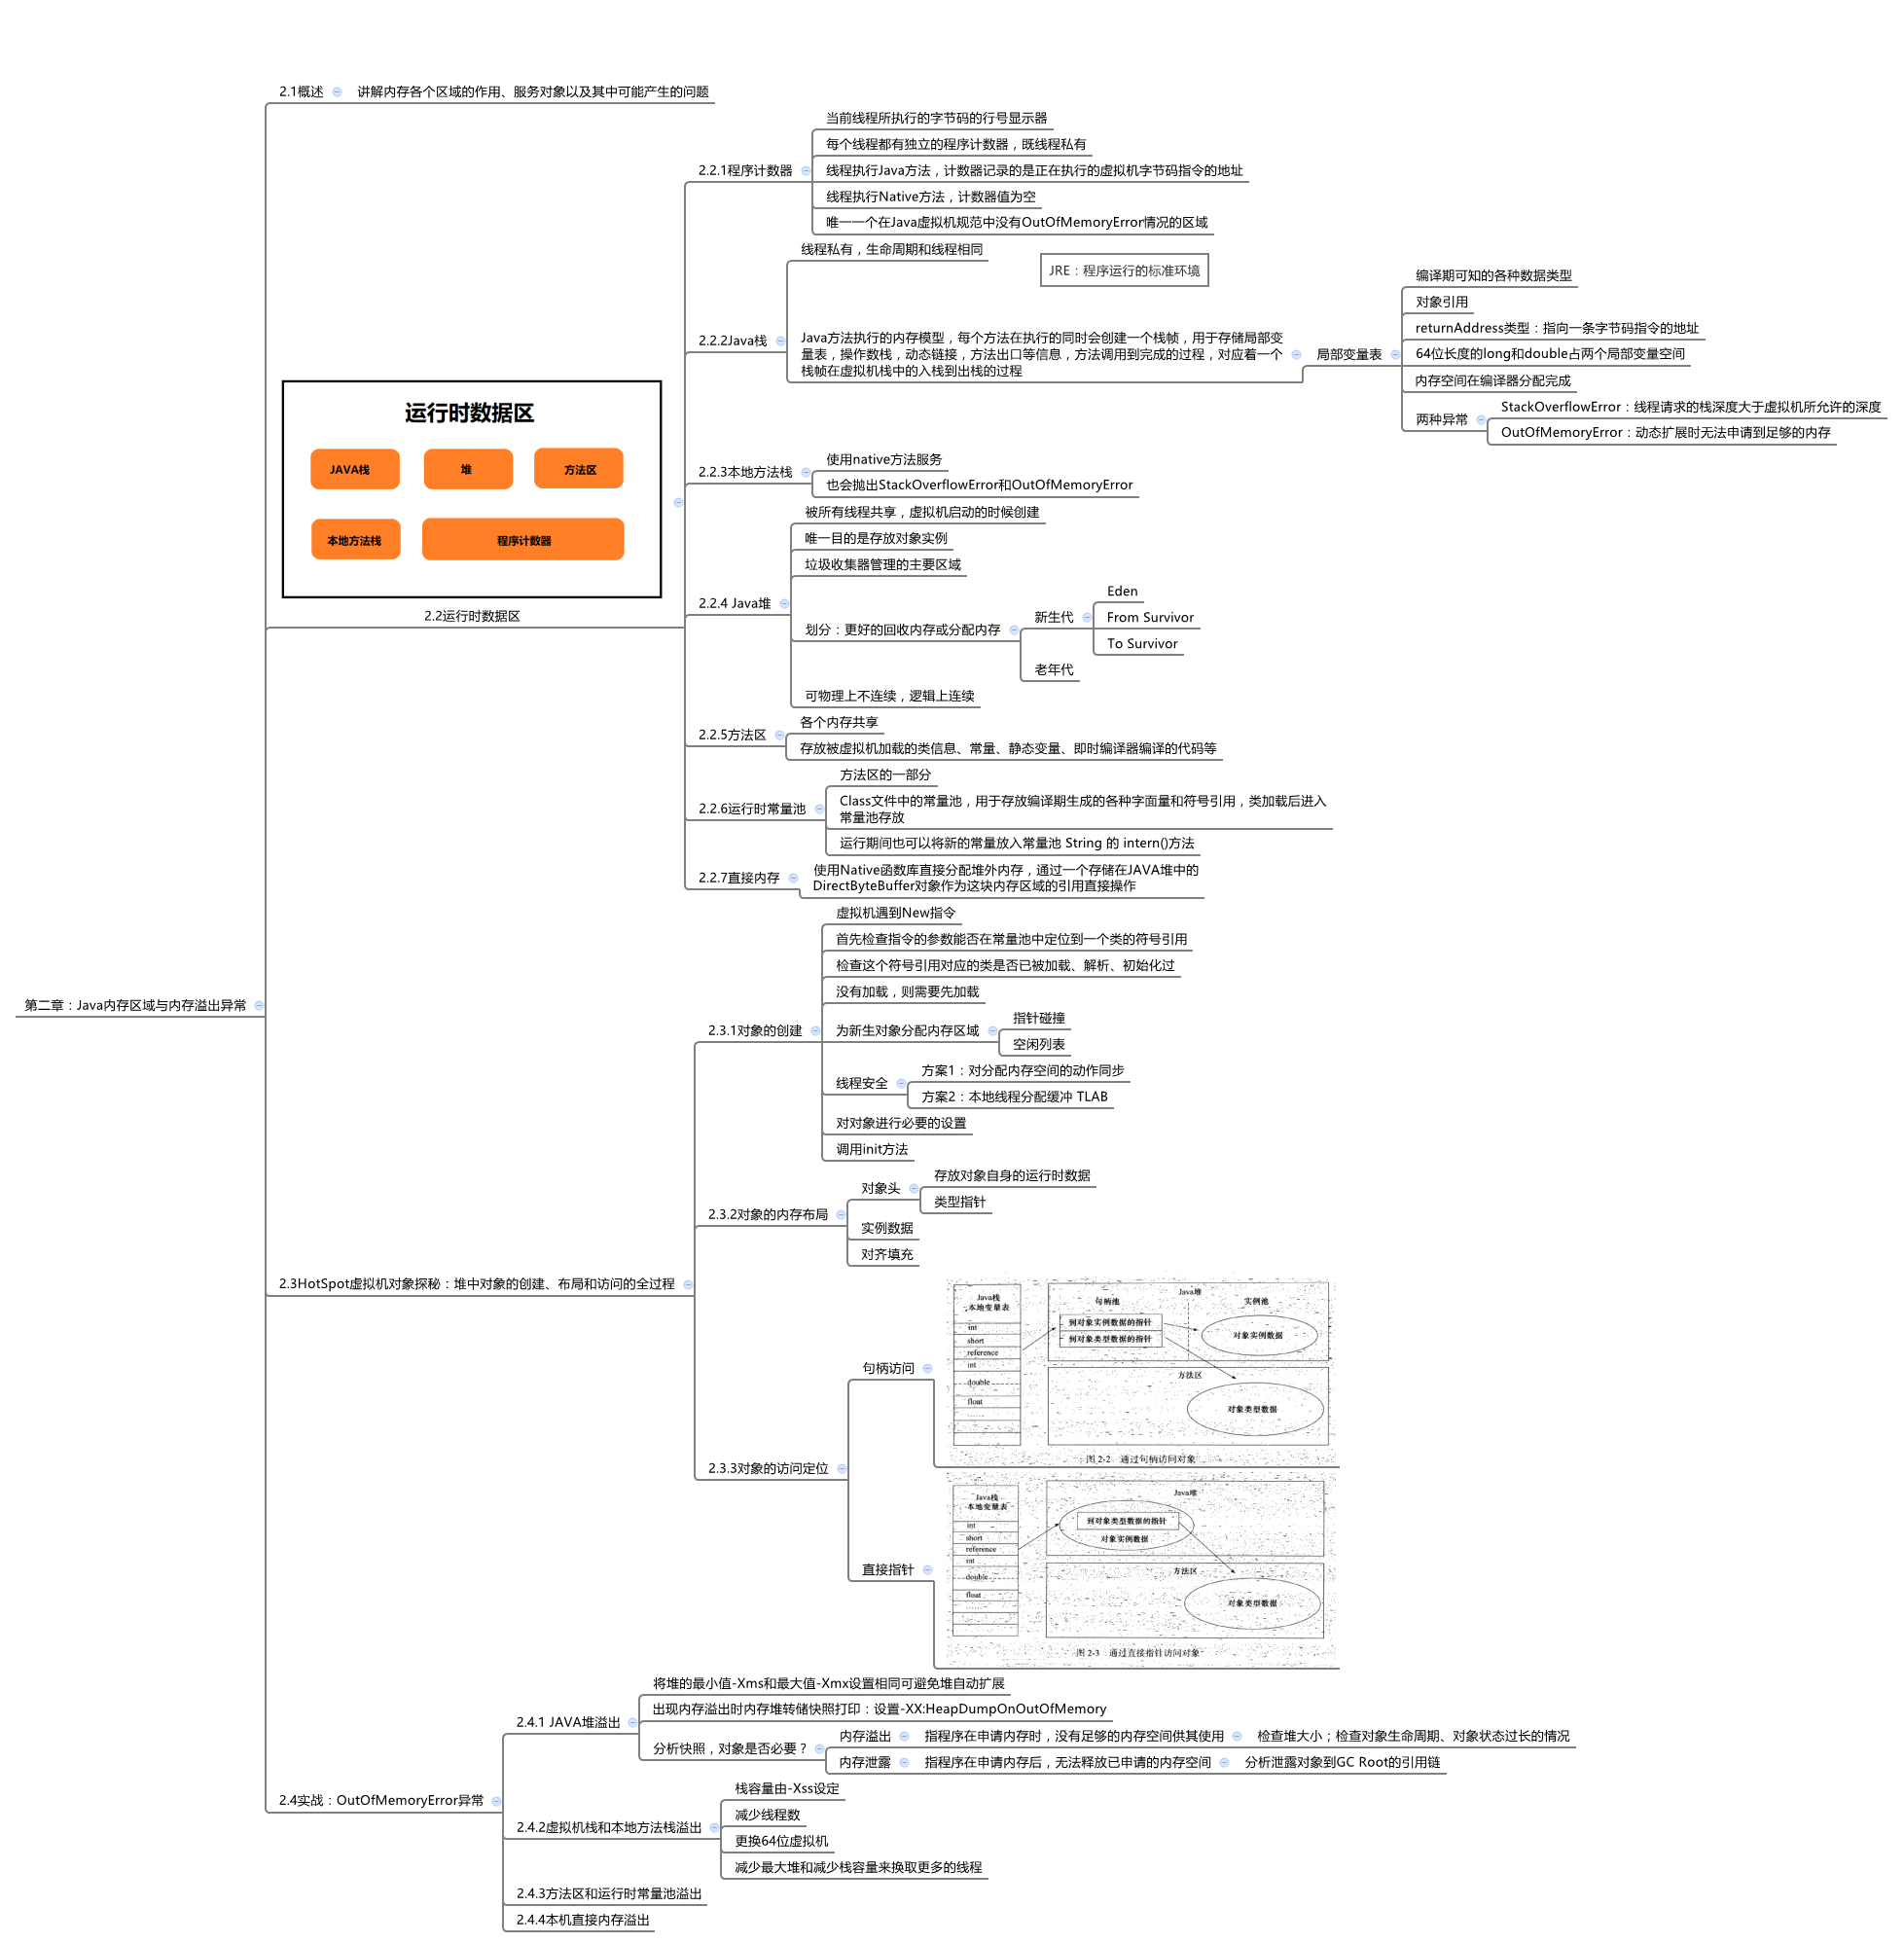 第二章：Java内存区域与内存溢出异常
2.1概述
讲解内存各个区域的作用、服务对象以及其中可能产生的问题
运行时数据区
JAVA栈
堆
方法区
本地方法栈
程序计数器
2.2运行时数据区
2.2.1程序计数器
当前线程所执行的字节码的行号显示器
每个线程都有独立的程序计数器，既线程私有
线程执行Java方法，计数器记录的是正在执行的虚拟机字节码指令的地址
线程执行Native方法，计数器值为空
唯一一个在Java虚拟机规范中没有OutOfMemoryError情况的区域
2.2.2Java栈
线程私有，生命周期和线程相同
JRE：程序运行的标准环境
Java方法执行的内存模型，每个方法在执行的同时会创建一个栈帧，用于存储局部变
量表，操作数栈，动态链接，方法出口等信息，方法调用到完成的过程，对应着一个
栈帧在虚拟机栈中的入栈到出栈的过程
局部变量表
编译期可知的各种数据类型
对象引用
returnAddress类型：指向一条字节码指令的地址
64位长度的long和double占两个局部变量空间
内存空间在编译器分配完成
两种异常
StackOverflowError：线程请求的栈深度大于虚拟机所允许的深度
OutOfMemoryError：动态扩展时无法申请到足够的内存
2.2.3本地方法栈
使用native方法服务
也会抛出StackOverflowError和OutOfMemoryError
2.2.4 Java堆
被所有线程共享，虚拟机启动的时候创建
唯一目的是存放对象实例
垃圾收集器管理的主要区域
划分：更好的回收内存或分配内存
新生代
Eden
From Survivor
To Survivor
老年代
可物理上不连续，逻辑上连续
2.2.5方法区
各个内存共享
存放被虚拟机加载的类信息、常量、静态变量、即时编译器编译的代码等
2.2.6运行时常量池
方法区的一部分
Class文件中的常量池，用于存放编译期生成的各种字面量和符号引用，类加载后进入
常量池存放
运行期间也可以将新的常量放入常量池 String 的 intern()方法
2.2.7直接内存
使用Native函数库直接分配堆外内存，通过一个存储在JAVA堆中的
DirectByteBuffer对象作为这块内存区域的引用直接操作
2.3HotSpot虚拟机对象探秘：堆中对象的创建、布局和访问的全过程
2.3.1对象的创建
虚拟机遇到New指令
首先检查指令的参数能否在常量池中定位到一个类的符号引用
检查这个符号引用对应的类是否已被加载、解析、初始化过
没有加载，则需要先加载
为新生对象分配内存区域
指针碰撞
空闲列表
线程安全
方案1：对分配内存空间的动作同步
方案2：本地线程分配缓冲 TLAB
对对象进行必要的设置
调用init方法
2.3.2对象的内存布局
对象头
存放对象自身的运行时数据
类型指针
实例数据
对齐填充
2.3.3对象的访问定位
句柄访问
Java栈
本地变量表
int
short
reference
int
double
float
……
Java堆
句柄池
实例池
到对象实例数据的指针
到对象类型数据的指针
对象实例数据
方法区
对象类型数据
图 2-2 通过句柄访问对象
直接指针
Java栈
本地变量表
int
short
reference
int
double
float
……
Java堆
到对象类型数据的指针
对象实例数据
方法区
对象类型数据
图 2-3 通过直接指针访问对象
2.4实战：OutOfMemoryError异常
2.4.1 JAVA堆溢出
将堆的最小值-Xms和最大值-Xmx设置相同可避免堆自动扩展
出现内存溢出时内存堆转储快照打印：设置-XX:HeapDumpOnOutOfMemory
分析快照，对象是否必要？
内存溢出
指程序在申请内存时，没有足够的内存空间供其使用
检查堆大小；检查对象生命周期、对象状态过长的情况
内存泄露
指程序在申请内存后，无法释放已申请的内存空间
分析泄露对象到GC Root的引用链
2.4.2虚拟机栈和本地方法栈溢出
栈容量由-Xss设定
减少线程数
更换64位虚拟机
减少最大堆和减少栈容量来换取更多的线程
2.4.3方法区和运行时常量池溢出
2.4.4本机直接内存溢出